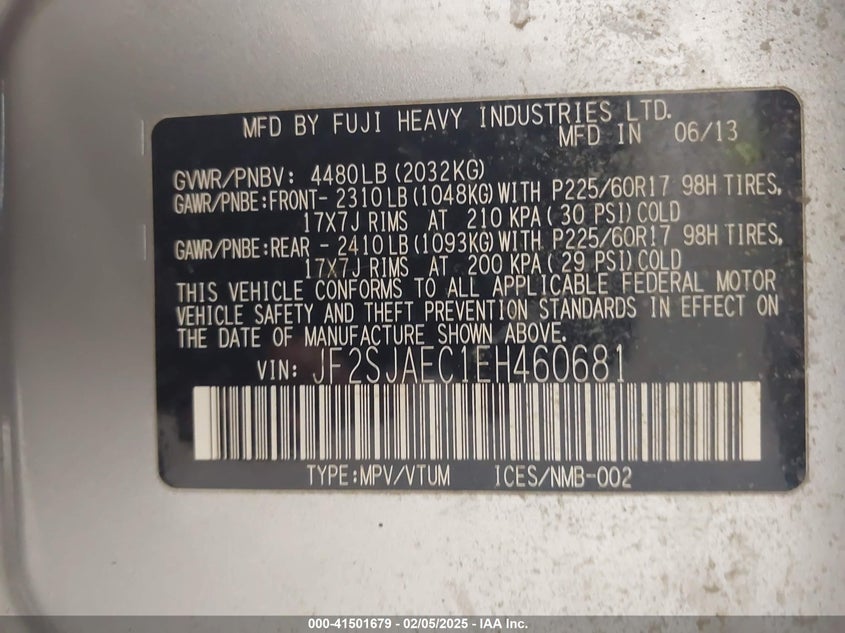 MFD BY FUJI HEAVY INDUSTRIES LTD.
MFD IN 06/13
GVWR/PNBV: 4480LB (2032KG)
GAWR/PNBE:FRONT- 2310LB (1048KG) WITH P225/60R17 98H TIRES,
17X7J RIMS AT 210 KPA( 30 PSI) COLD
GAWR/PNBE:REAR - 2410LB (1093KG) WITH P225/60R17 98H TIRES,
17X7J RIMS AT 200 KPA( 29 PSI) COLD
THIS VEHICLE CONFORMS TO ALL APPLICABLE FEDERAL MOTOR
VEHICLE SAFETY AND THEFT PREVENTION STANDARDS IN EFFECT ON
THE DATE OF MANUFACTURE SHOWN ABOVE.
VIN: JF2SJAEC1EH460681
TYPE:MPV/VTUM ICES/NMB-002
000-41501679 - 02/05/2025 - IAA Inc.